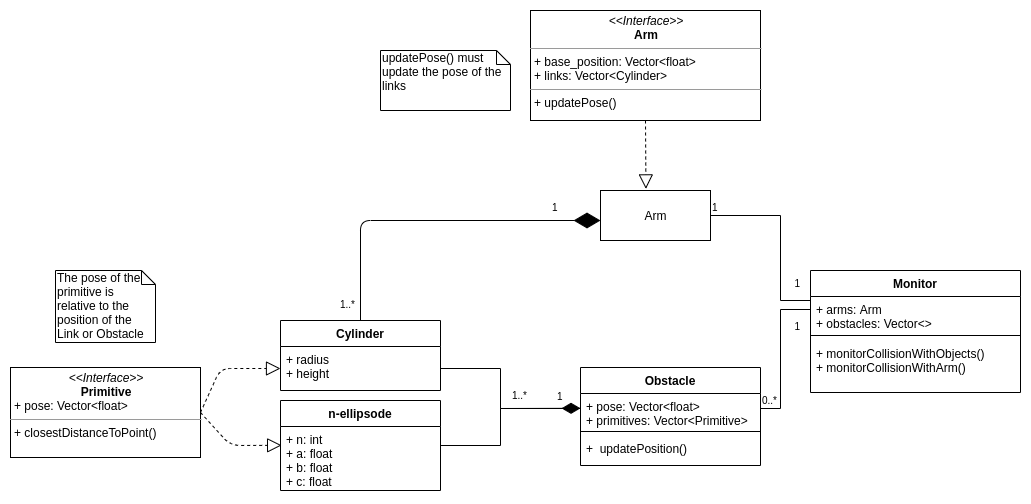 <<Interface>>
Arm
+ base_position: Vector<float>
+ links: Vector<Cylinder>
+ updatePose()
updatePose() must
update the pose of the
links
Arm
1
1
1..*
1
1
0..*
Monitor
+ arms: Arm
+ obstacles: Vector<>
+ monitorCollisionWithObjects()
+ monitorCollisionWithArm()
The pose of the
primitive is
relative to the
position of the
Link or Obstacle
<<Interface>>
Primitive
+ pose: Vector<float>
+ closestDistanceToPoint()
Cylinder
+ radius
+ height
n-ellipsode
+ n: int
+ a: float
+ b: float
+ c: float
1..*
1
Obstacle
+ pose: Vector<float>
+ primitives: Vector<Primitive>
+ updatePosition()